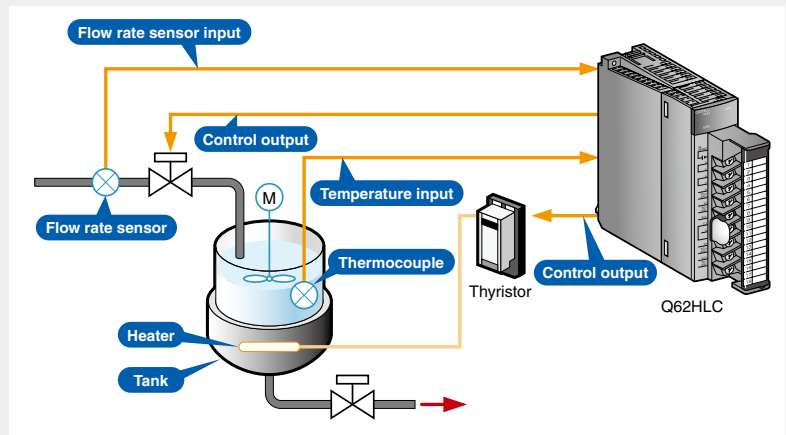 Flow rate sensor input
Control output
Temperature input
Flow rate sensor
M
Thermocouple
Thyristor
Control output
Q62HLC
Heater
Tank